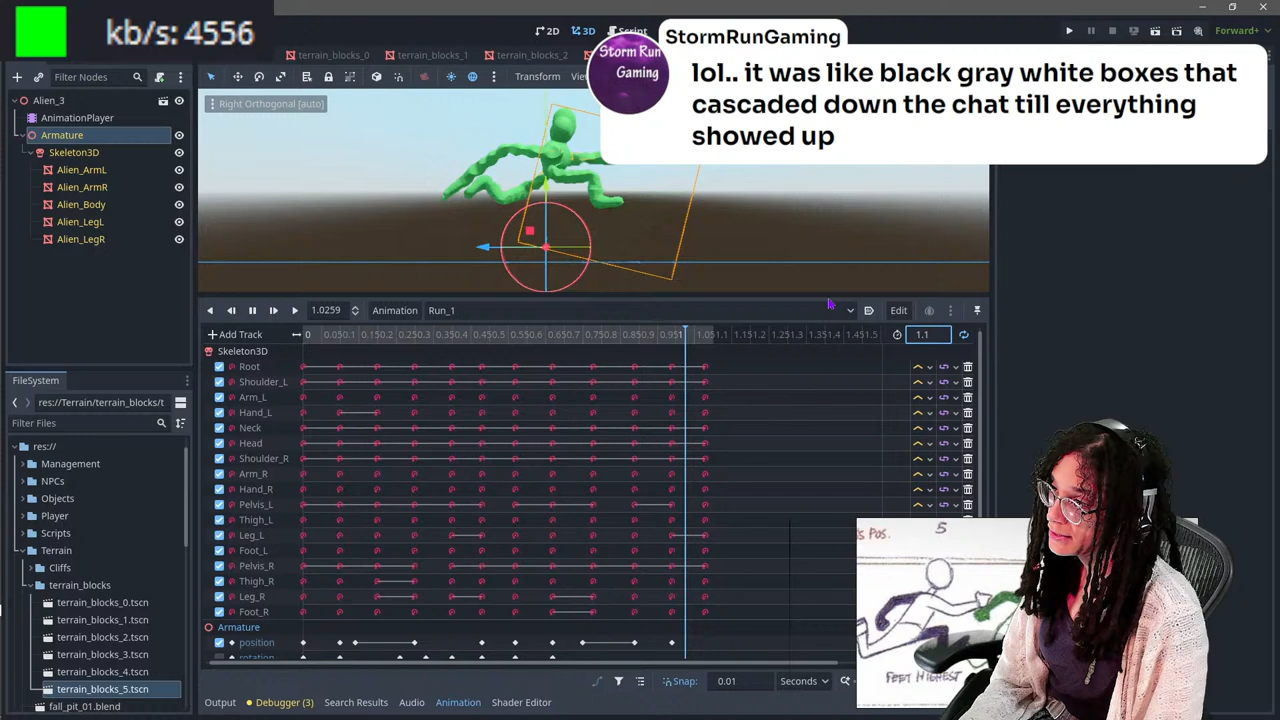 kb/s: 4556
2D
3D
Script
StormRunGaming
Forward+
Storm Run
Gaming
lol.. it was like black gray white boxes that
cascaded down the chat till everything
showed up
terrain_blocks_0
terrain_blocks_1
terrain_blocks_2
Filter Nodes
Transform
Right Orthogonal [auto]
Alien_3
AnimationPlayer
Armature
Skeleton3D
Alien_ArmL
Alien_ArmR
Alien_Body
Alien_LegL
Alien_LegR
1.0259
Animation
Run_1
Edit
Add Track
1.1
Skeleton3D
Root
Shoulder_L
Arm_L
Hand_L
Neck
Head
Shoulder_R
Arm_R
Hand_R
Pelvis_L
Thigh_L
Leg_L
Foot_L
Pelvis_R
Thigh_R
Leg_R
Foot_R
Armature
position
rotation
FileSystem
res://Terrain/terrain_blocks/t
Filter Files
res://
Management
NPCs
Objects
Player
Scripts
Terrain
Cliffs
terrain_blocks
terrain_blocks_0.tscn
terrain_blocks_1.tscn
terrain_blocks_2.tscn
terrain_blocks_3.tscn
terrain_blocks_4.tscn
terrain_blocks_5.tscn
fall_pit_01.blend
Snap:
0.01
Seconds
Output
Debugger (3)
Search Results
Audio
Animation
Shader Editor
POS.
5
FEET HIGHEST